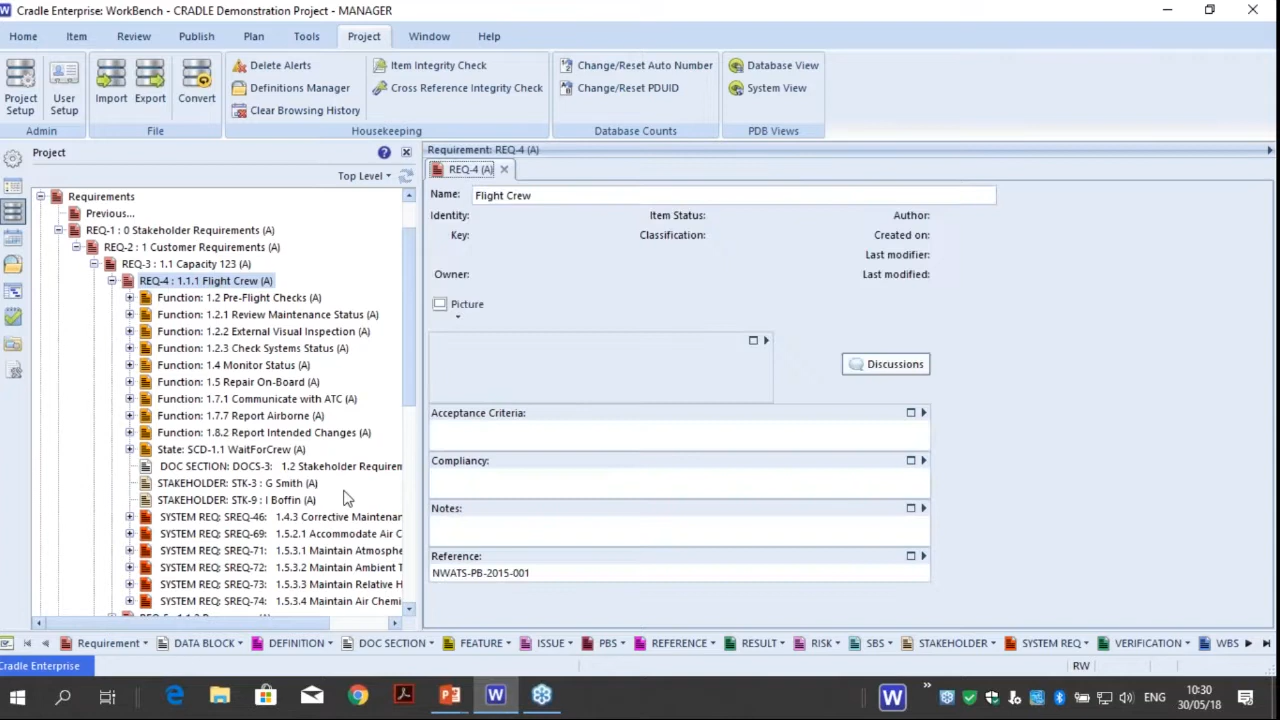 Cradle Enterprise: WorkBench - CRADLE Demonstration Project - MANAGER
Home Item Review Publish Plan Tools Project Window Help
Project Setup
User Setup
Admin
Import
Export
Convert
File
Delete Alerts
Definitions Manager
Clear Browsing History
Item Integrity Check
Cross Reference Integrity Check
Housekeeping
Change/Reset Auto Number
Change/Reset PDUID
Database Counts
Database View
System View
PDB Views
Project
Top Level
Requirements
Previous...
REQ-1 : 0 Stakeholder Requirements (A)
REQ-2 : 1 Customer Requirements (A)
REQ-3 : 1.1 Capacity 123 (A)
REQ-4 : 1.1.1 Flight Crew (A)
Function: 1.2 Pre-Flight Checks (A)
Function: 1.2.1 Review Maintenance Status (A)
Function: 1.2.2 External Visual Inspection (A)
Function: 1.2.3 Check Systems Status (A)
Function: 1.4 Monitor Status (A)
Function: 1.5 Repair On-Board (A)
Function: 1.7.1 Communicate with ATC (A)
Function: 1.7.7 Report Airborne (A)
Function: 1.8.2 Report Intended Changes (A)
State: SCD-1.1 WaitForCrew (A)
DOC SECTION: DOCS-3: 1.2 Stakeholder Requirem
STAKEHOLDER: STK-3 : G Smith (A)
STAKEHOLDER: STK-9 : I Boffin (A)
SYSTEM REQ: SREQ-46: 1.4.3 Corrective Maintenan
SYSTEM REQ: SREQ-69: 1.5.2.1 Accommodate Air C
SYSTEM REQ: SREQ-71: 1.5.3.1 Maintain Atmosphe
SYSTEM REQ: SREQ-72: 1.5.3.2 Maintain Ambient T
SYSTEM REQ: SREQ-73: 1.5.3.3 Maintain Relative H
SYSTEM REQ: SREQ-74: 1.5.3.4 Maintain Air Chemi
Requirement: REQ-4 (A)
REQ-4 (A)
Name: Flight Crew
Identity: Item Status: Author:
Key: Classification: Created on:
Last modifier:
Owner: Last modified:
Picture
Discussions
Acceptance Criteria:
Compliancy:
Notes:
Reference:
NWATS-PB-2015-001
Requirement DATA BLOCK DEFINITION DOC SECTION FEATURE ISSUE PBS REFERENCE RESULT RISK SBS STAKEHOLDER SYSTEM REQ VERIFICATION WBS
Cradle Enterprise RW
ENG
10:30
30/05/18